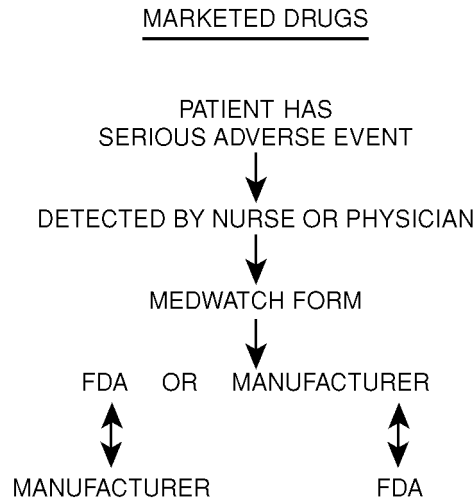 MARKETED DRUGS
PATIENT HAS
SERIOUS ADVERSE EVENT
DETECTED BY NURSE OR PHYSICIAN
MEDWATCH FORM
FDA OR MANUFACTURER
MANUFACTURER FDA